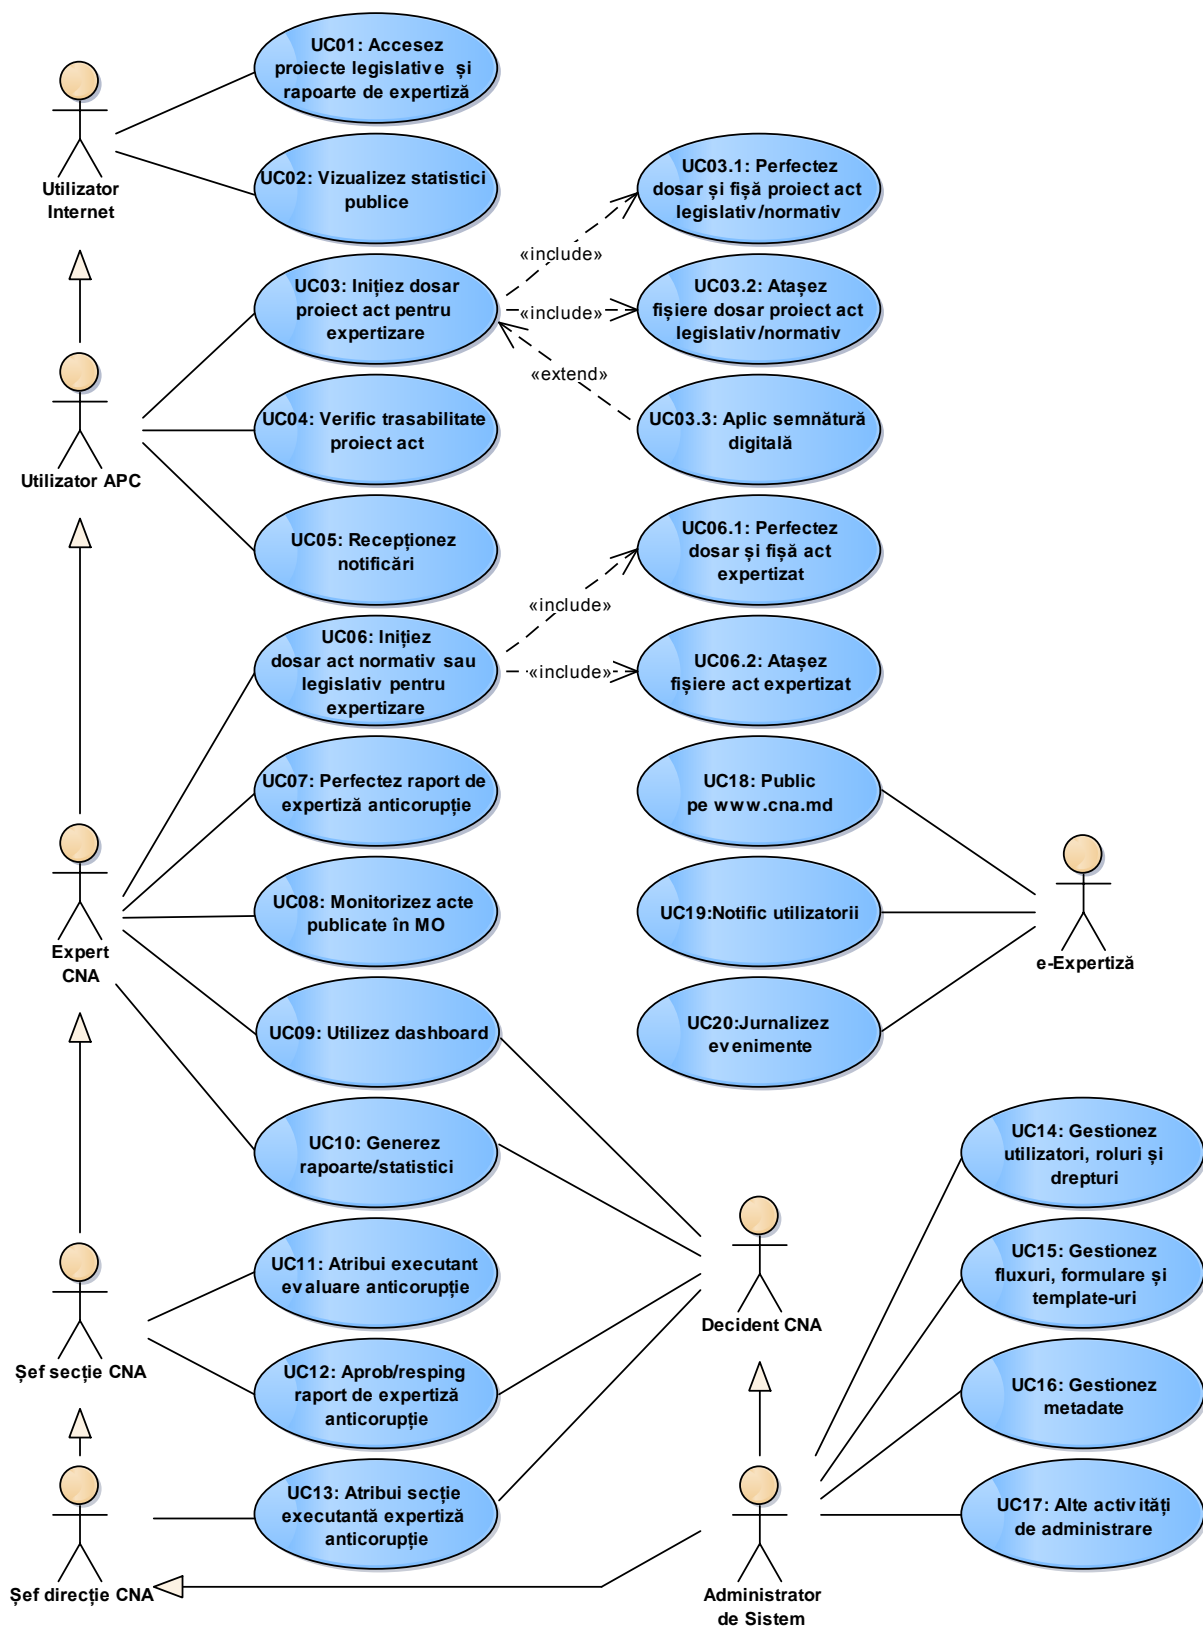 UC01: Accesez
proiecte legislative și
rapoarte de expertiză
Utilizator
Internet
UC02: Vizualizez statistici
publice
UC03.1: Perfectez
dosar și fișă proiect act
legislativ/normativ
«include»
UC03: Inițiez dosar
proiect act pentru
expertizare
«include»
UC03.2: Atașez
fișiere dosar proiect act
legislativ/normativ
«extend»
Utilizator APC
UC04: Verific trasabilitate
proiect act
UC03.3: Aplic semnătură
digitală
UC05: Recepționez
notificări
UC06.1: Perfectez
dosar și fișă act
expertizat
«include»
UC06: Inițiez
dosar act normativ sau
legislativ pentru
expertizare
«include»
UC06.2: Atașez
fișiere act expertizat
UC07: Perfectez raport de
expertiză anticorupție
UC18: Public
pe www.cna.md
Expert
CNA
UC08: Monitorizez acte
publicate în MO
UC19:Notific utilizatorii
e-Expertiză
UC09: Utilizez dashboard
UC20:Jurnalizez
evenimente
UC10: Generez
rapoarte/statistici
UC14: Gestionez
utilizatori, roluri și
drepturi
UC11: Atribui executant
evaluare anticorupție
Decident CNA
UC15: Gestionez
fluxuri, formulare și
template-uri
Șef secție CNA
UC12: Aprob/resping
raport de expertiză
anticorupție
UC16: Gestionez
metadate
UC13: Atribui secție
executantă expertiză
anticorupție
UC17: Alte activități
de administrare
Șef direcție CNA
Administrator
de Sistem